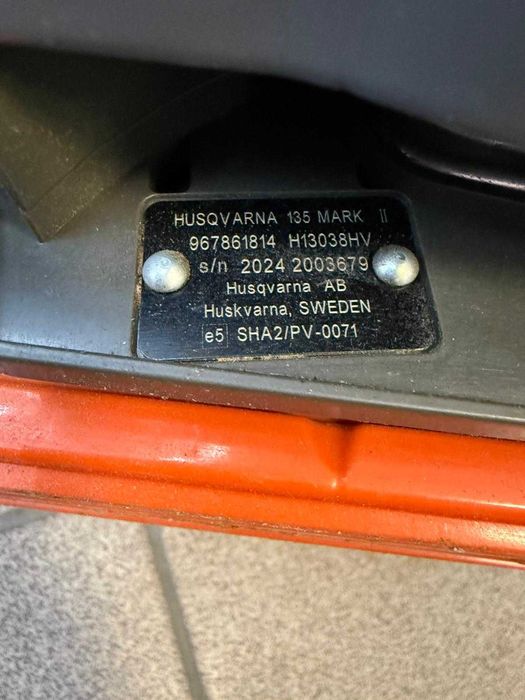 HUSQVARNA 135 MARK II
967861814 H13038HV
s/n 2024 2003679
Husqvarna AB
Huskvarna, SWEDEN
e5 SHA2/PV-0071